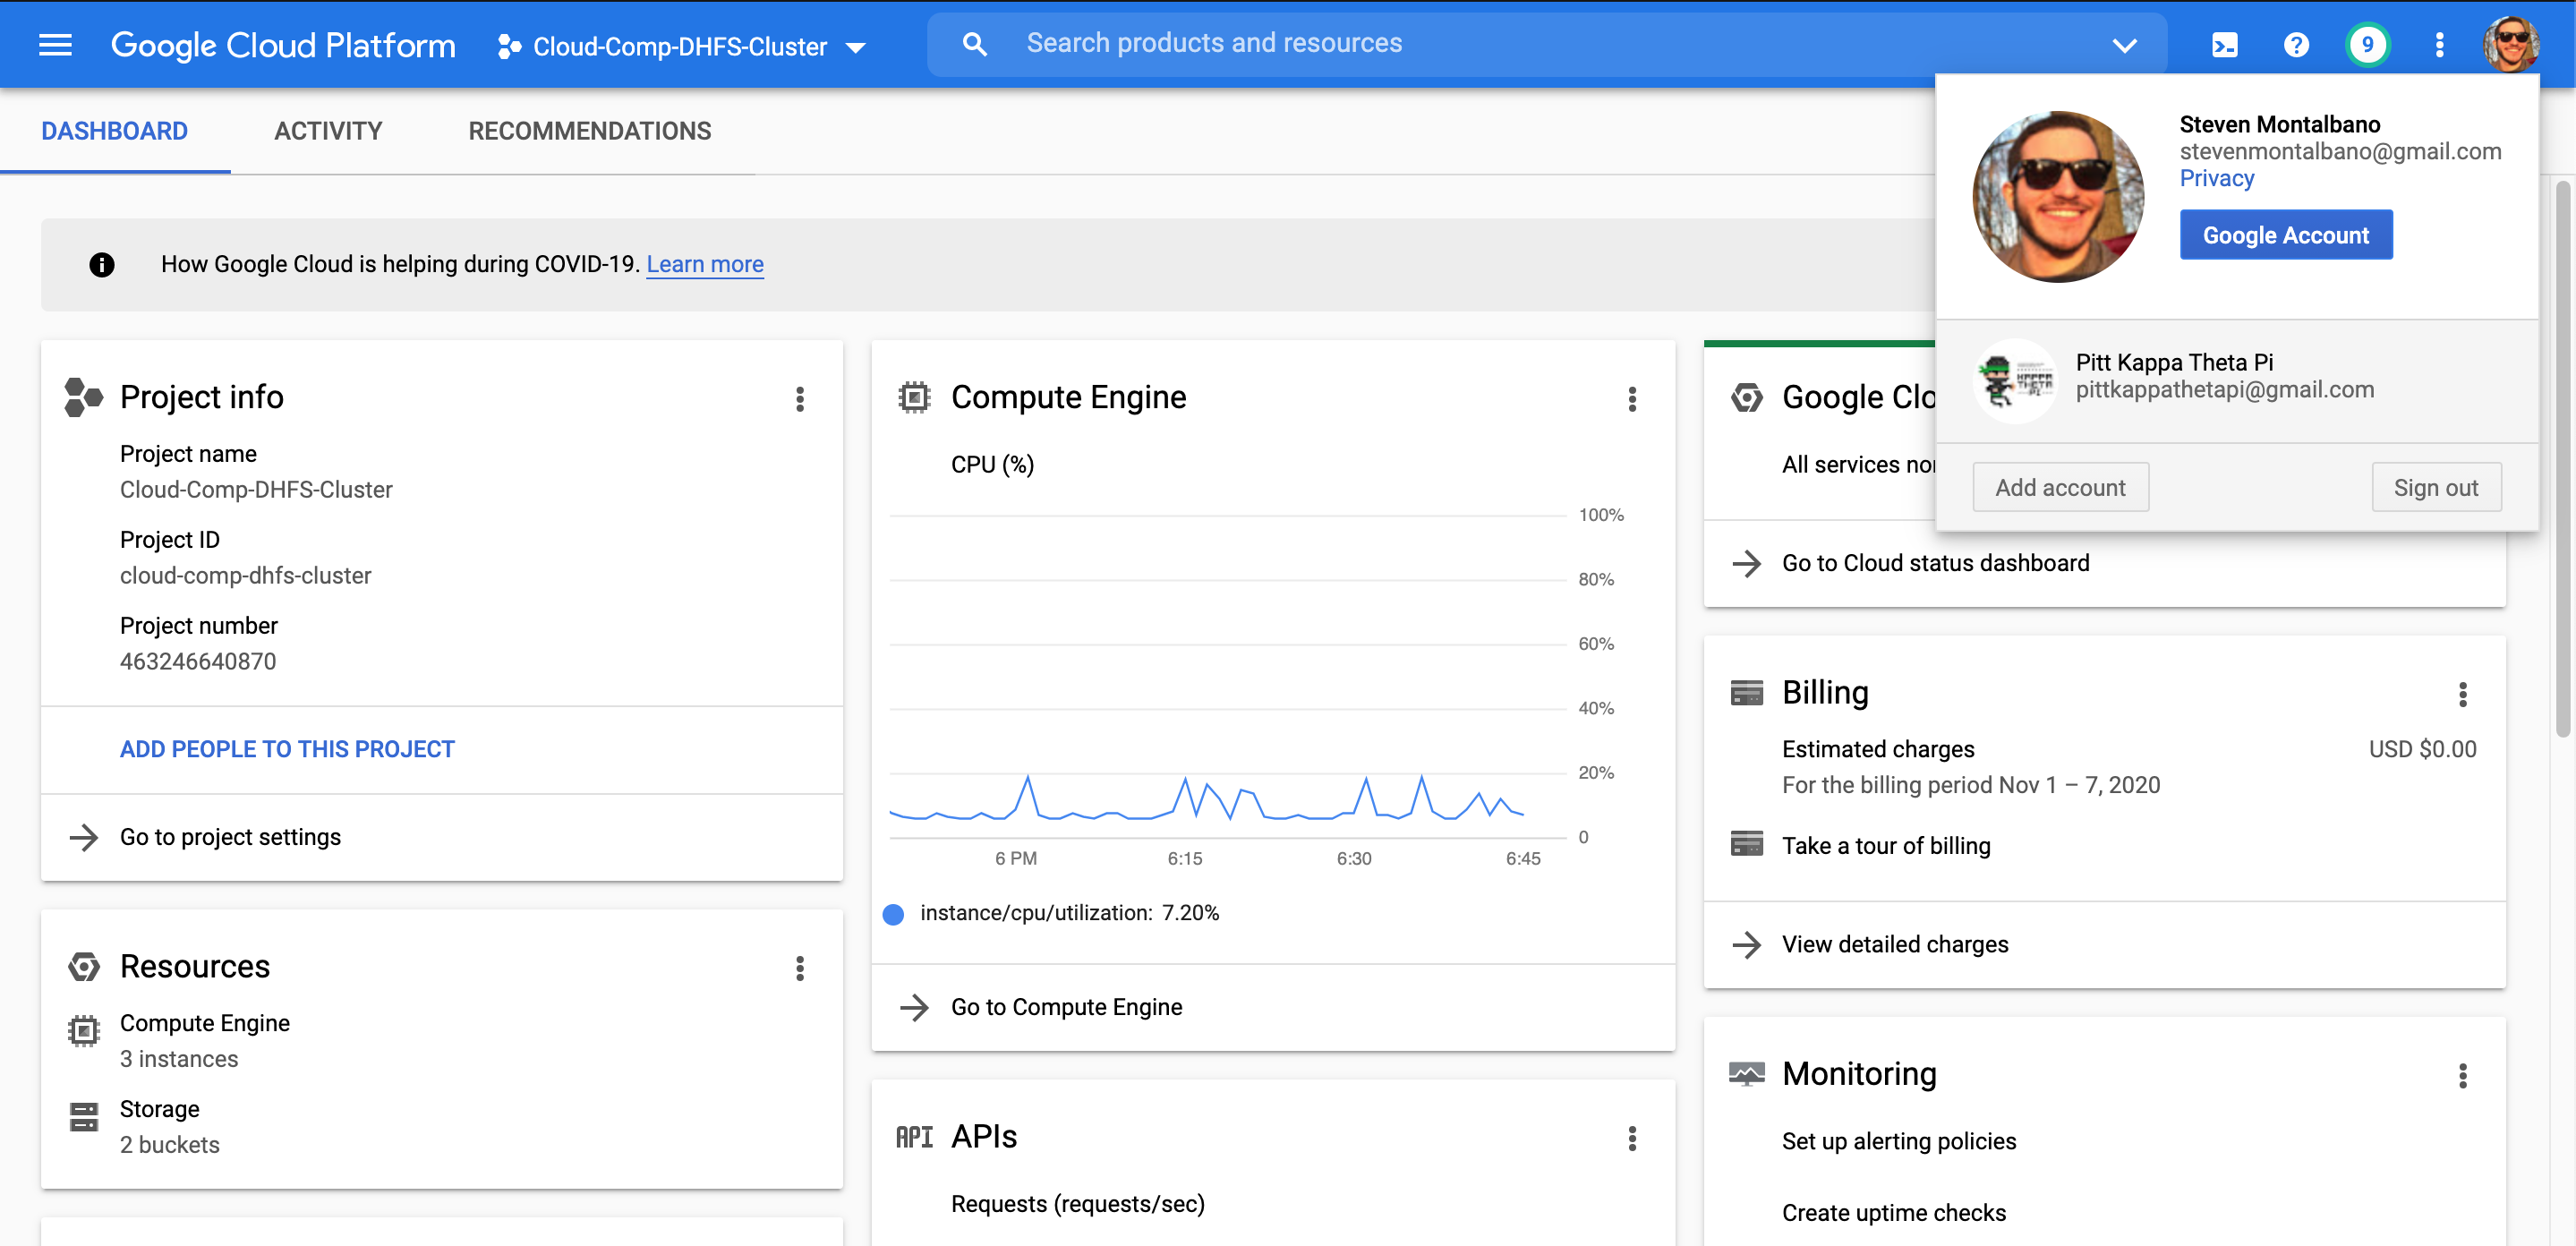 Google Cloud Platform
Cloud-Comp-DHFS-Cluster
Search products and resources
9
DASHBOARD
ACTIVITY
RECOMMENDATIONS
Steven Montalbano
stevenmontalbano@gmail.com
Privacy
Google Account
Pitt Kappa Theta Pi
pittkappathetapi@gmail.com
Add account
Sign out
How Google Cloud is helping during COVID-19. Learn more
Project info
Project name
Cloud-Comp-DHFS-Cluster
Project ID
cloud-comp-dhfs-cluster
Project number
463246640870
ADD PEOPLE TO THIS PROJECT
Go to project settings
Resources
Compute Engine
3 instances
Storage
2 buckets
Compute Engine
CPU (%)
100%
80%
60%
40%
20%
0
6 PM
6:15
6:30
6:45
instance/cpu/utilization: 7.20%
Go to Compute Engine
API
APIs
Requests (requests/sec)
Google Clo
All services nor
Go to Cloud status dashboard
Billing
Estimated charges
USD $0.00
For the billing period Nov 1 – 7, 2020
Take a tour of billing
View detailed charges
Monitoring
Set up alerting policies
Create uptime checks